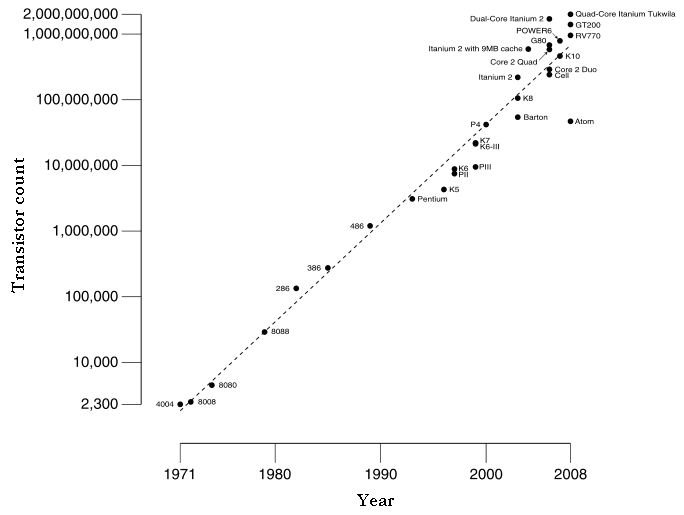 2,000,000,000
Quad-Core Itanium Tukwila
Dual-Core Itanium 2
GT200
POWER6
1,000,000,000
RV770
G80
Itanium 2 with 9MB cache
K10
Core 2 Quad
Core 2 Duo
Cell
Itanium 2
100,000,000
K8
Barton
Atom
P4
K7
K6-III
10,000,000
K6
PIII
PII
K5
Pentium
1,000,000
486
386
286
100,000
8088
10,000
8080
2,300
4004
8008
Transistor count
1971
1980
1990
2000
2008
Year